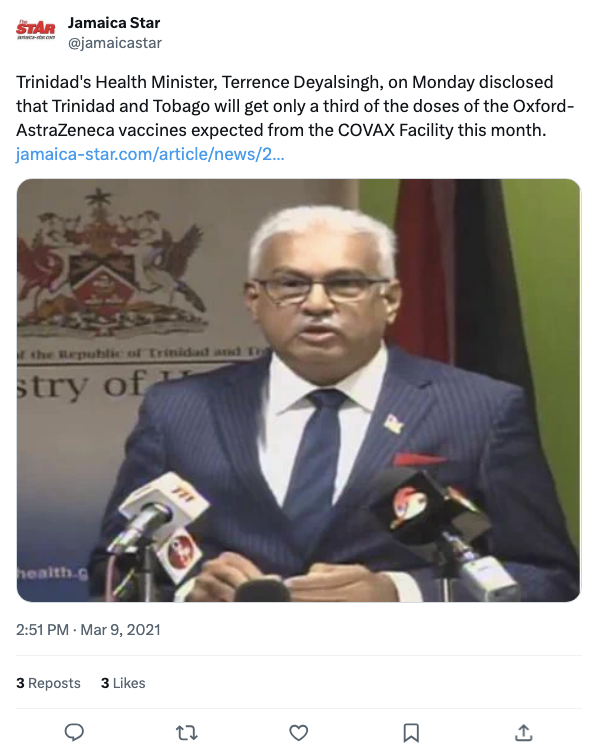 The
STAR
jamaica-star.com
Jamaica Star
@jamaicastar
Trinidad's Health Minister, Terrence Deyalsingh, on Monday disclosed
that Trinidad and Tobago will get only a third of the doses of the Oxford-
AstraZeneca vaccines expected from the COVAX Facility this month.
jamaica-star.com/article/news/2...
f the Republic of Trinidad and T
stry of H
health.g
2:51 PM · Mar 9, 2021
3 Reposts 3 Likes